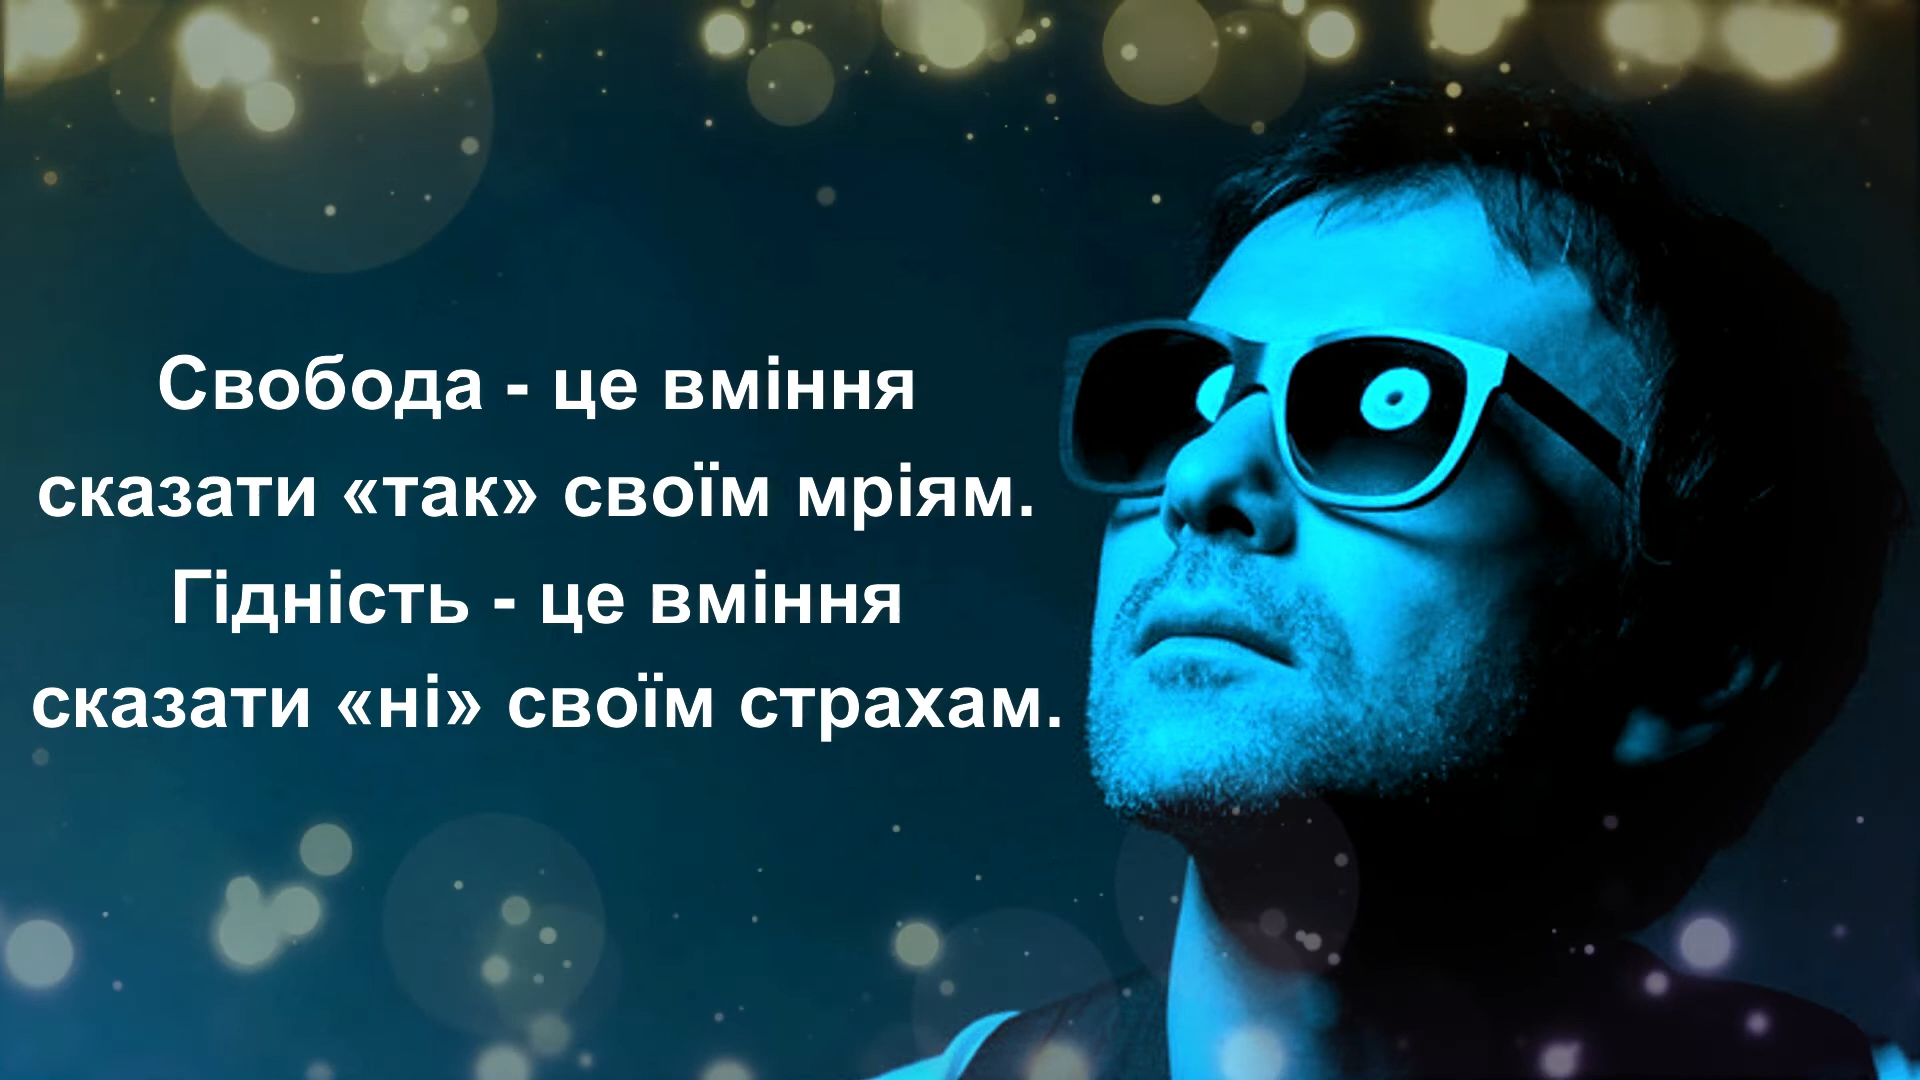 Свобода - це вміння
сказати «так» своїм мріям.
Гідність - це вміння
сказати «ні» своїм страхам.